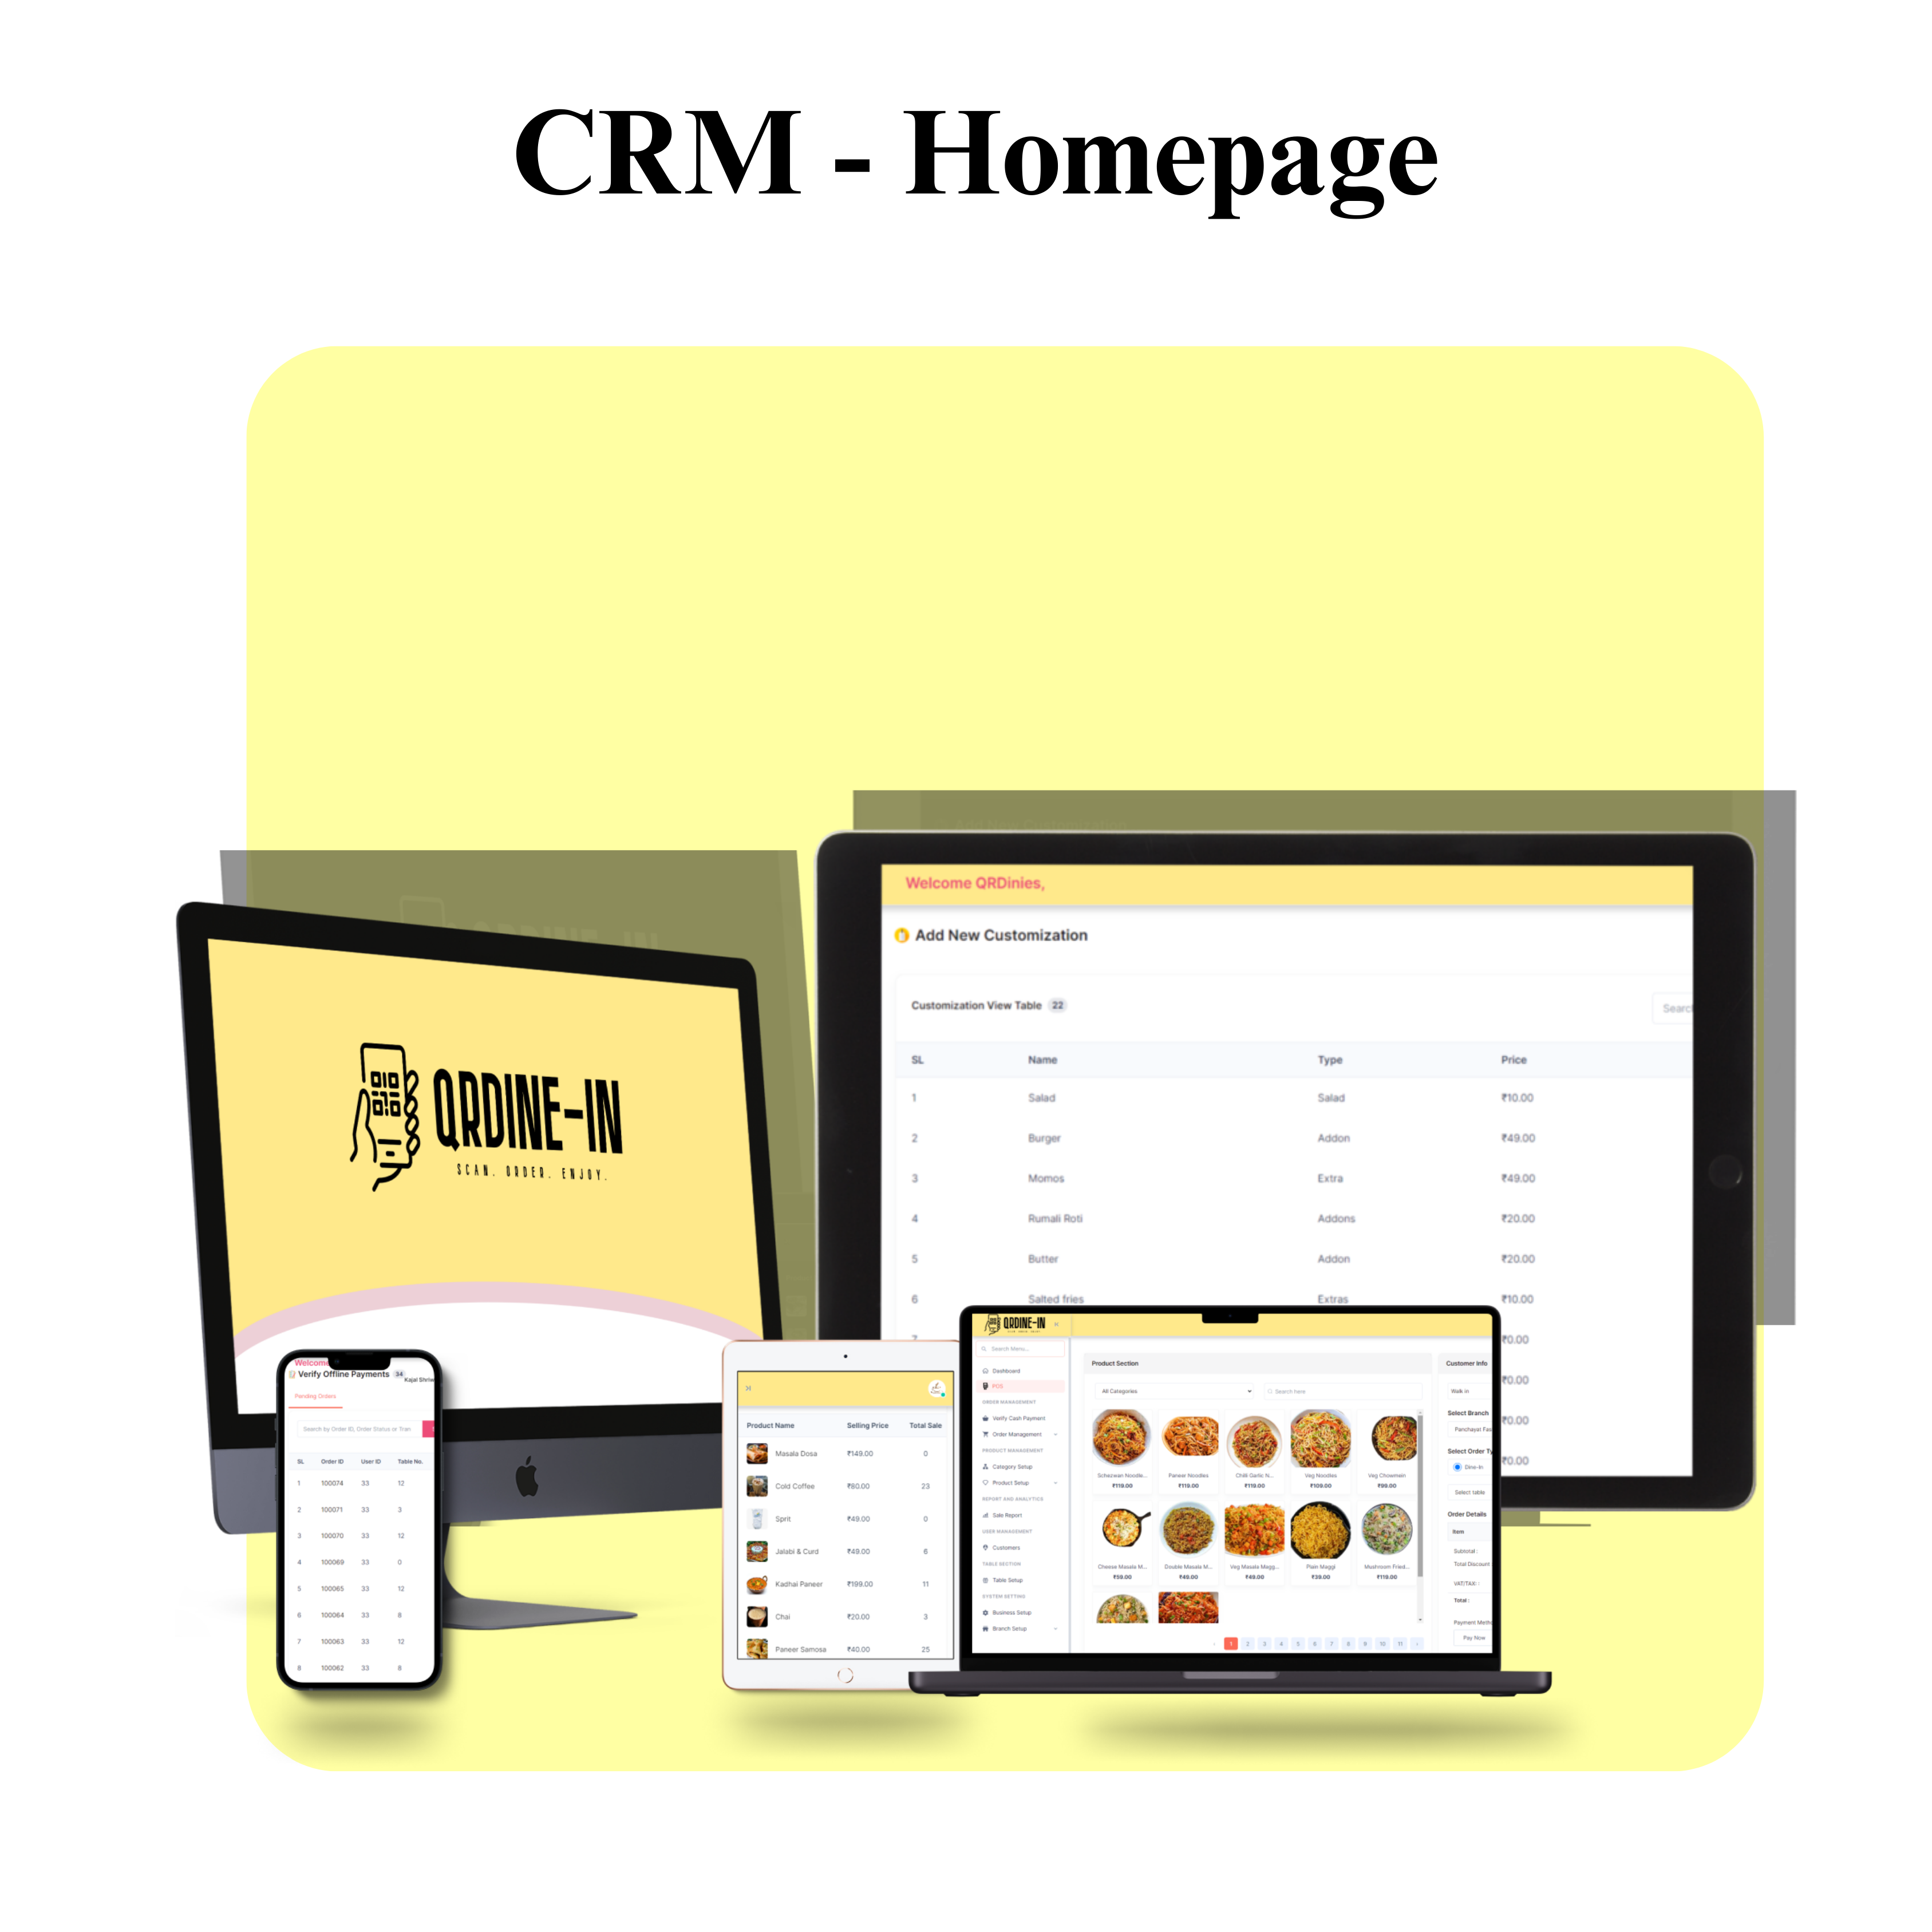 CRM - Homepage
Welcome QRDinies,
Add New Customization
Customization View Table 22
SL Name Type Price
1 Salad Salad ₹10.00
2 Burger Addon ₹49.00
3 Momos Extra ₹49.00
4 Rumali Roti Addons ₹20.00
5 Butter Addon ₹20.00
6 Salted fries Extras ₹10.00
QRDINE-IN
SCAN. ORDER. ENJOY.
Welcome
Verify Offline Payments 34
Pending Orders
Search by Order ID, Order Status or Tran
SL Order ID User ID Table No.
1 100074 33 12
2 100071 33 3
3 100070 33 12
4 100069 33 0
5 100065 33 12
6 100064 33 8
7 100063 33 12
8 100062 33 8
Product Name Selling Price Total Sale
Masala Dosa ₹149.00 0
Cold Coffee ₹80.00 23
Sprit ₹49.00 0
Jalabi & Curd ₹49.00 6
Kadhai Paneer ₹199.00 11
Chai ₹20.00 3
Paneer Samosa ₹40.00 25
QRDINE-IN
Search Menu...
Dashboard
POS
ORDER MANAGEMENT
Verify Cash Payment
Order Management
PRODUCT MANAGEMENT
Category Setup
Product Setup
REPORT AND ANALYTICS
Sale Report
USER MANAGEMENT
Customers
TABLE SECTION
Table Setup
SYSTEM SETTING
Business Setup
Branch Setup
Product Section
All Categories
Search here
Schezwan Noodle... Paneer Noodles Chilli Garlic N... Veg Noodles Veg Chowmein
₹119.00 ₹119.00 ₹119.00 ₹109.00 ₹99.00
Cheese Masala M... Double Masala M... Veg Masala Magg... Plain Maggi Mushroom Fried...
₹59.00 ₹49.00 ₹49.00 ₹39.00 ₹119.00
1 2 3 4 5 6 7 8 9 10 11
Customer Info
Walk in
Select Branch
Panchayat
Select Order
Dine-In
Select table
Order Details
Item
Subtotal :
Total Discount
VAT/TAX :
Total :
Payment
Pay Now